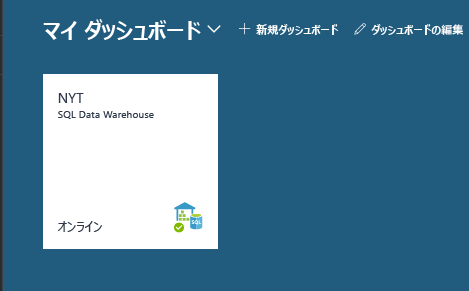 マイ ダッシュボード
新規ダッシュボード
ダッシュボードの編集
NYT
SQL Data Warehouse
オンライン
SQL